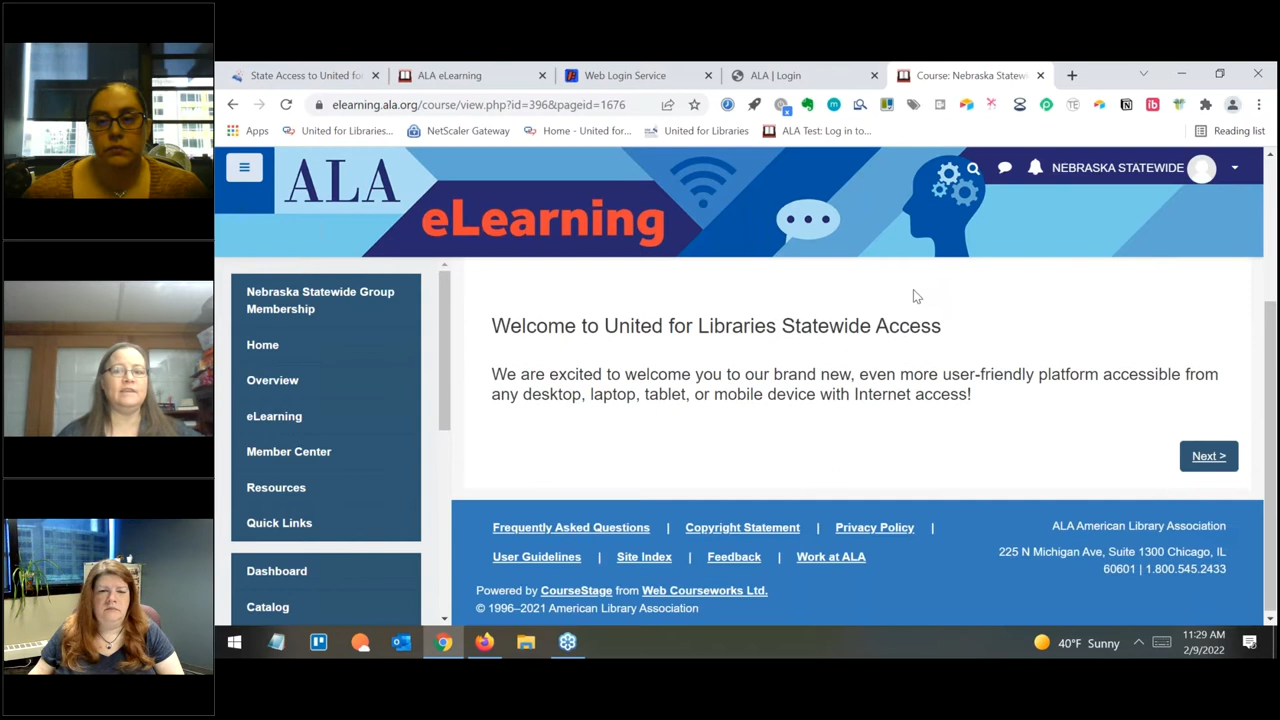 State Access to United for
ALA eLearning
Web Login Service
ALA | Login
Course: Nebraska Statew
elearning.ala.org/course/view.php?id=396&pageid=1676
Apps
United for Libraries...
NetScaler Gateway
Home - United for...
United for Libraries
ALA Test: Log in to...
Reading list
ALA
eLearning
NEBRASKA STATEWIDE
Nebraska Statewide Group
Membership
Home
Overview
eLearning
Member Center
Resources
Quick Links
Dashboard
Catalog
Welcome to United for Libraries Statewide Access
We are excited to welcome you to our brand new, even more user-friendly platform accessible from
any desktop, laptop, tablet, or mobile device with Internet access!
Next >
Frequently Asked Questions | Copyright Statement | Privacy Policy |
User Guidelines | Site Index | Feedback | Work at ALA
Powered by CourseStage from Web Courseworks Ltd.
© 1996–2021 American Library Association
ALA American Library Association
225 N Michigan Ave, Suite 1300 Chicago, IL
60601 | 1.800.545.2433
40°F Sunny
11:29 AM
2/9/2022